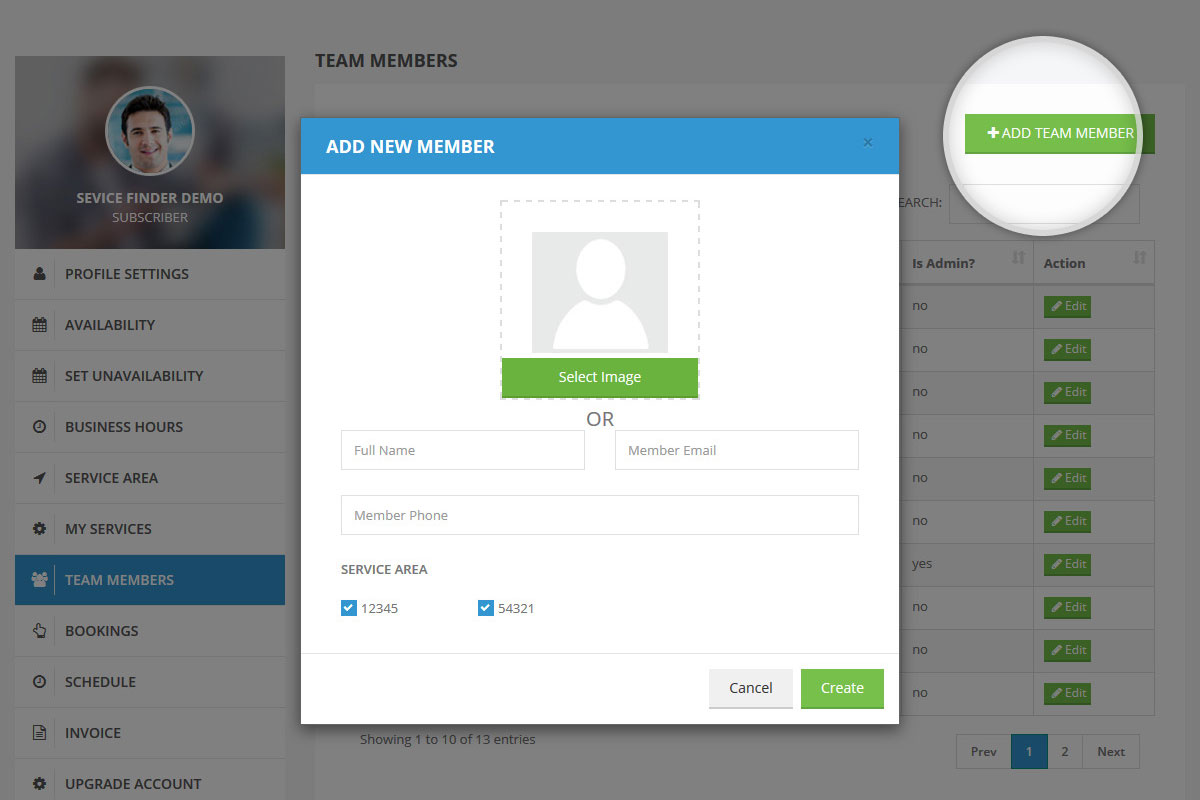 TEAM MEMBERS
SEVICE FINDER DEMO
SUBSCRIBER
PROFILE SETTINGS
AVAILABILITY
SET UNAVAILABILITY
BUSINESS HOURS
SERVICE AREA
MY SERVICES
TEAM MEMBERS
BOOKINGS
SCHEDULE
INVOICE
UPGRADE ACCOUNT
ADD NEW MEMBER
×
Select Image
OR
Full Name
Member Email
Member Phone
SERVICE AREA
12345 54321
Cancel Create
+ ADD TEAM MEMBER
EARCH:
Is Admin? Action
no Edit
no Edit
no Edit
no Edit
no Edit
no Edit
yes Edit
no Edit
no Edit
no Edit
Showing 1 to 10 of 13 entries
Prev 1 2 Next